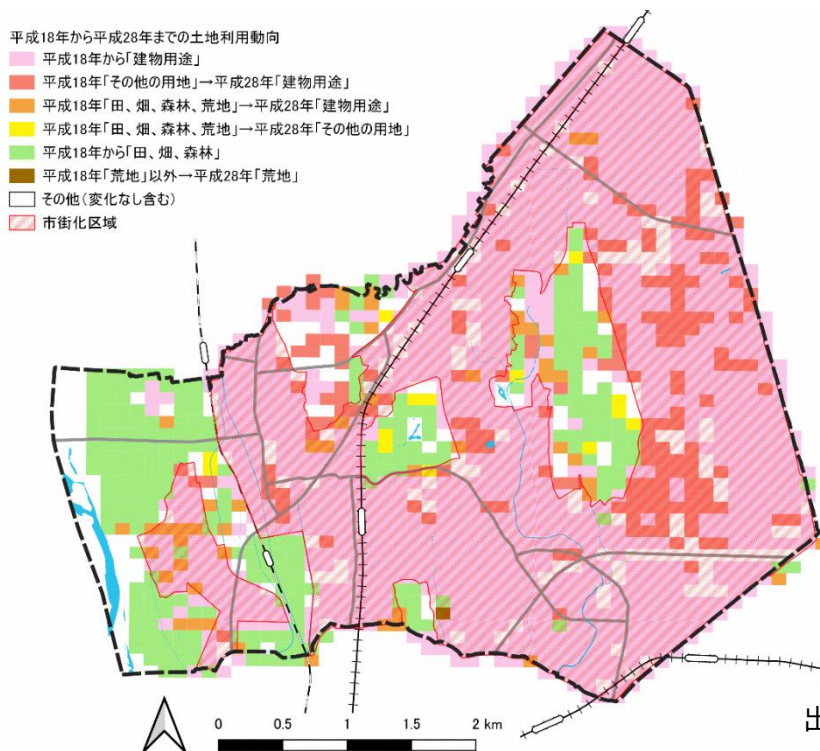 平成18年から平成28年までの土地利用動向
平成18年から「建物用途」
平成18年「その他の用地」→平成28年「建物用途」
平成18年「田、畑、森林、荒地」→平成28年「建物用途」
平成18年「田、畑、森林、荒地」→平成28年「その他の用地」
平成18年から「田、畑、森林」
平成18年「荒地」以外→平成28年「荒地」
その他(変化なし含む)
市街化区域
0 0.5 1 1.5 2 km
出